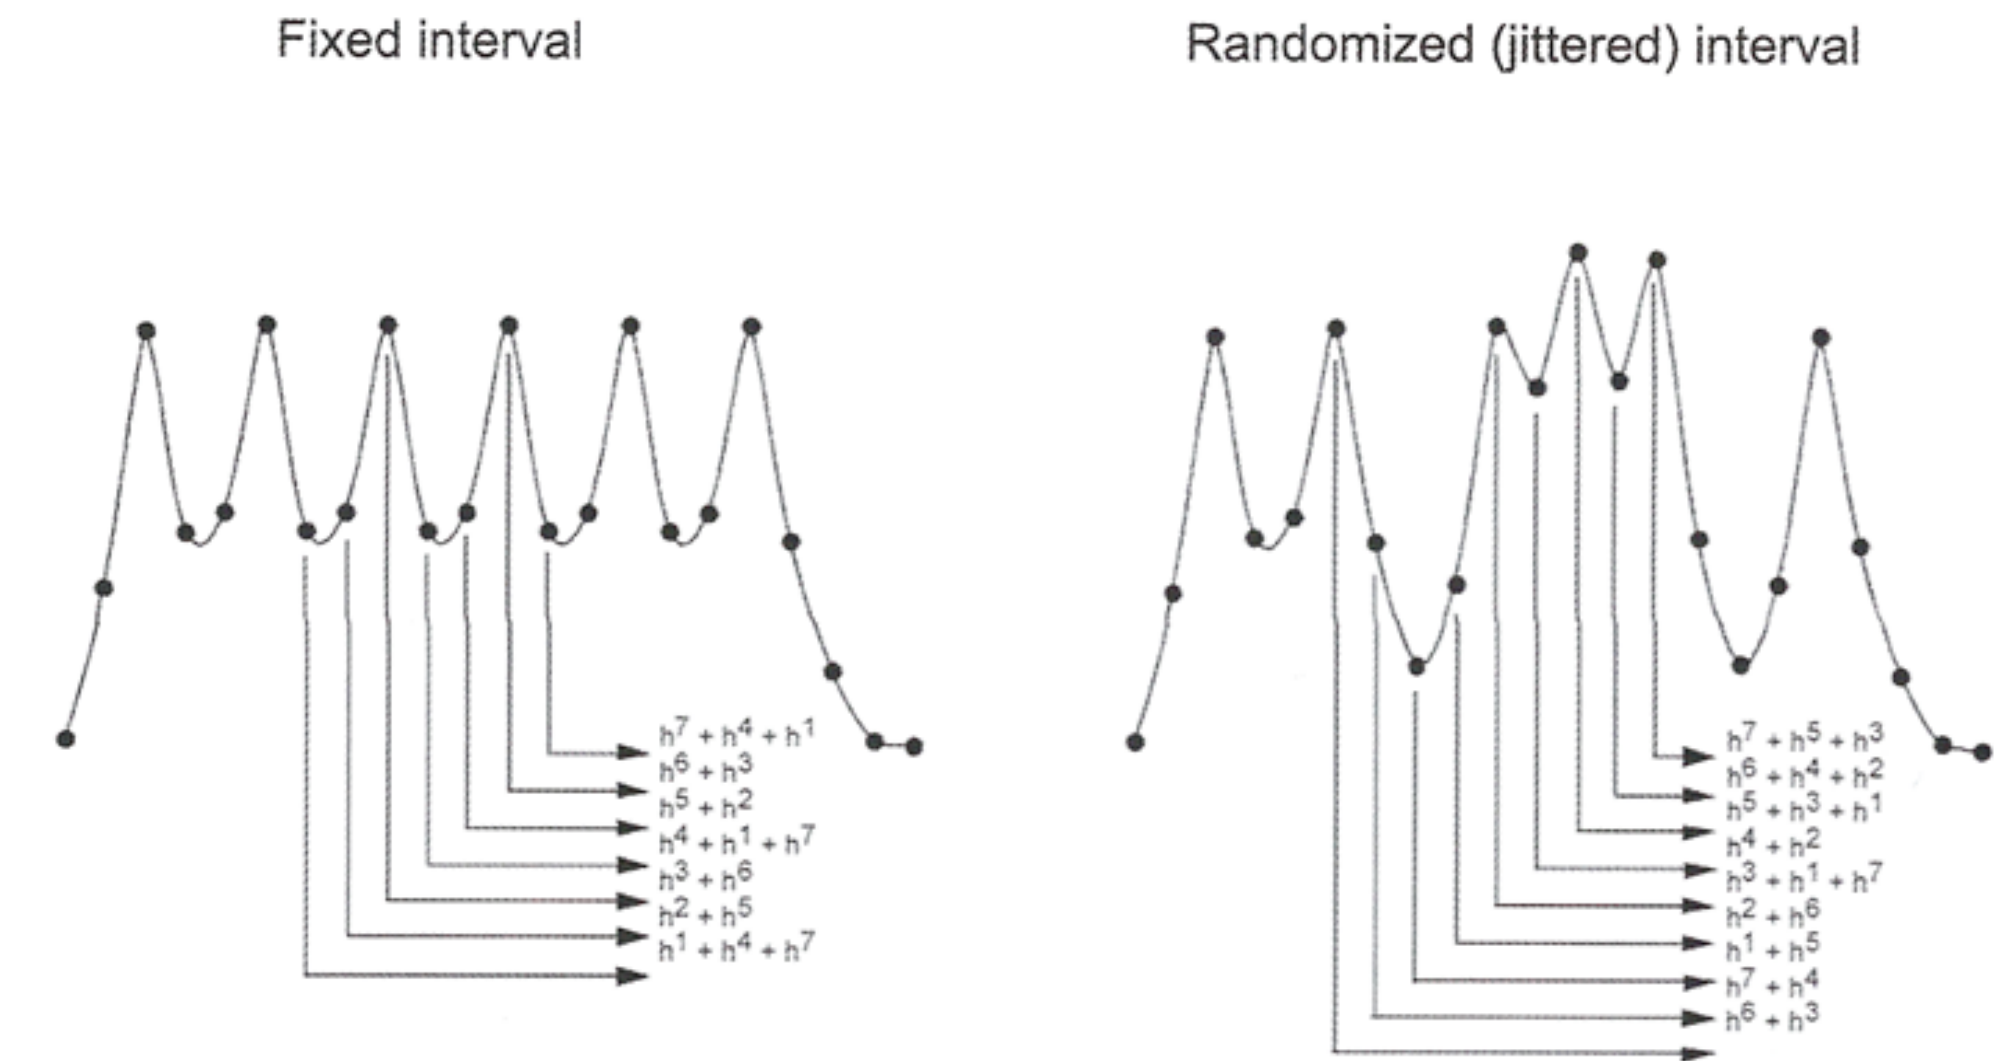 Fixed interval
h⁷ + h⁴ + h¹
h⁶ + h³
h⁵ + h²
h⁴ + h¹ + h⁷
h³ + h⁶
h² + h⁵
h¹ + h⁴ + h⁷
Randomized (jittered) interval
h⁷ + h⁵ + h³
h⁶ + h⁴ + h²
h⁵ + h³ + h¹
h⁴ + h²
h³ + h¹ + h⁷
h² + h⁶
h¹ + h⁵
h⁷ + h⁴
h⁶ + h³